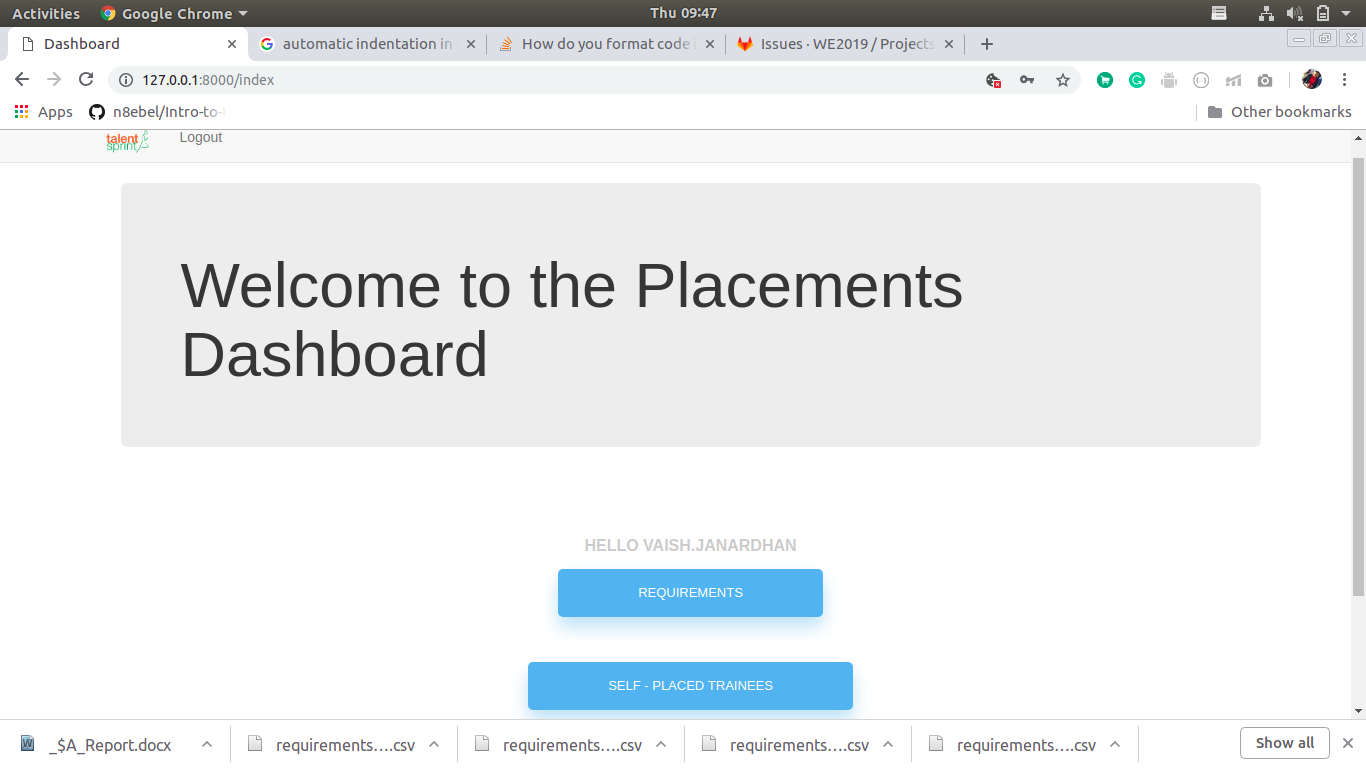 Activities Google Chrome Thu 09:47
Dashboard automatic indentation in How do you format code Issues · WE2019 / Projects
127.0.0.1:8000/index
Apps n8ebel/Intro-to- Other bookmarks
talent
sprint
Logout
Welcome to the Placements
Dashboard
HELLO VAISH.JANARDHAN
REQUIREMENTS
SELF - PLACED TRAINEES
_$A_Report.docx requirements....csv requirements....csv requirements....csv requirements....csv Show all